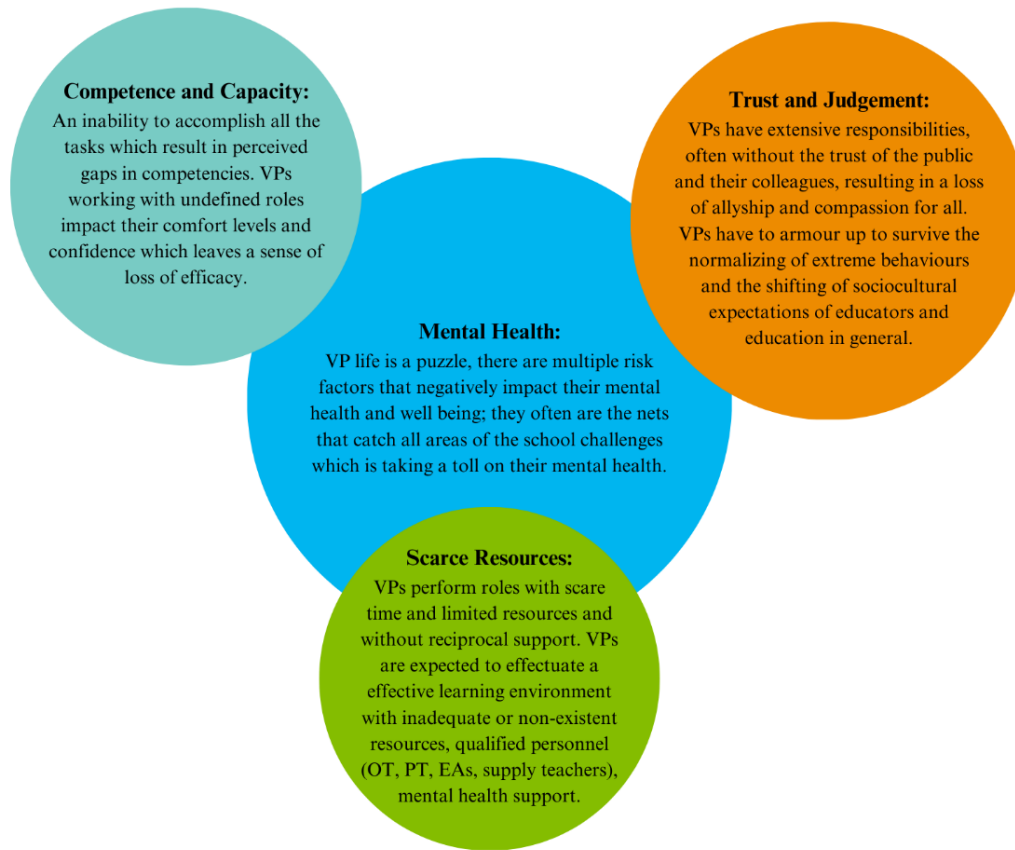 Competence and Capacity:
An inability to accomplish all the
tasks which result in perceived
gaps in competencies. VPs
working with undefined roles
impact their comfort levels and
confidence which leaves a sense of
loss of efficacy.
Trust and Judgement:
VPs have extensive responsibilities,
often without the trust of the public
and their colleagues, resulting in a loss
of allyship and compassion for all.
VPs have to armour up to survive the
normalizing of extreme behaviours
and the shifting of sociocultural
expectations of educators and
education in general.
Mental Health:
VP life is a puzzle, there are multiple risk
factors that negatively impact their mental
health and well being; they often are the nets
that catch all areas of the school challenges
which is taking a toll on their mental health.
Scarce Resources:
VPs perform roles with scare
time and limited resources and
without reciprocal support. VPs
are expected to effectuate a
effective learning environment
with inadequate or non-existent
resources, qualified personnel
(OT, PT, EAs, supply teachers),
mental health support.